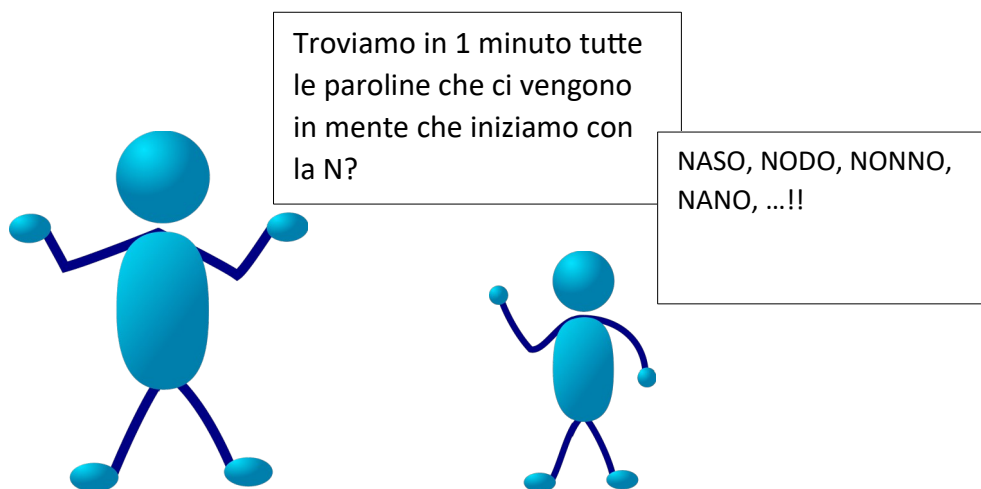 Troviamo in 1 minuto tutte
le paroline che ci vengono
in mente che iniziamo con
la N?
NASO, NODO, NONNO,
NANO, ...!!